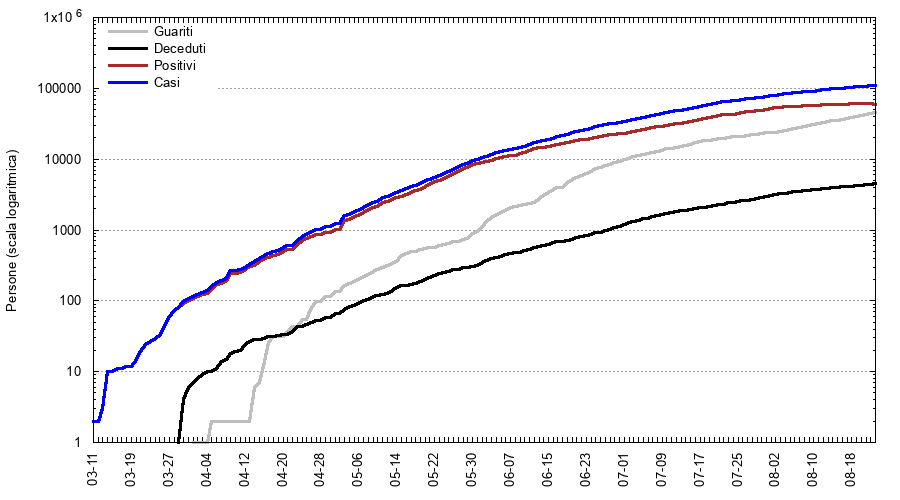 1x10 6
Guariti
Deceduti
Positivi
Casi
100000
10000
1000
100
10
1
Persone (scala logaritmica)
03-11 03-19 03-27 04-04 04-12 04-20 04-28 05-06 05-14 05-22 05-30 06-07 06-15 06-23 07-01 07-09 07-17 07-25 08-02 08-10 08-18